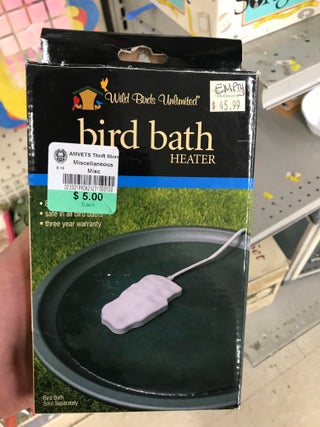 Wild Birds Unlimited
EMPTY
$ 45.99
bird bath
HEATER
AMVETS Thrift Store
Miscellaneous
Misc
$ 5.00
Each
• safe in all bird baths
• three year warranty
Bird Bath
Sold Separately